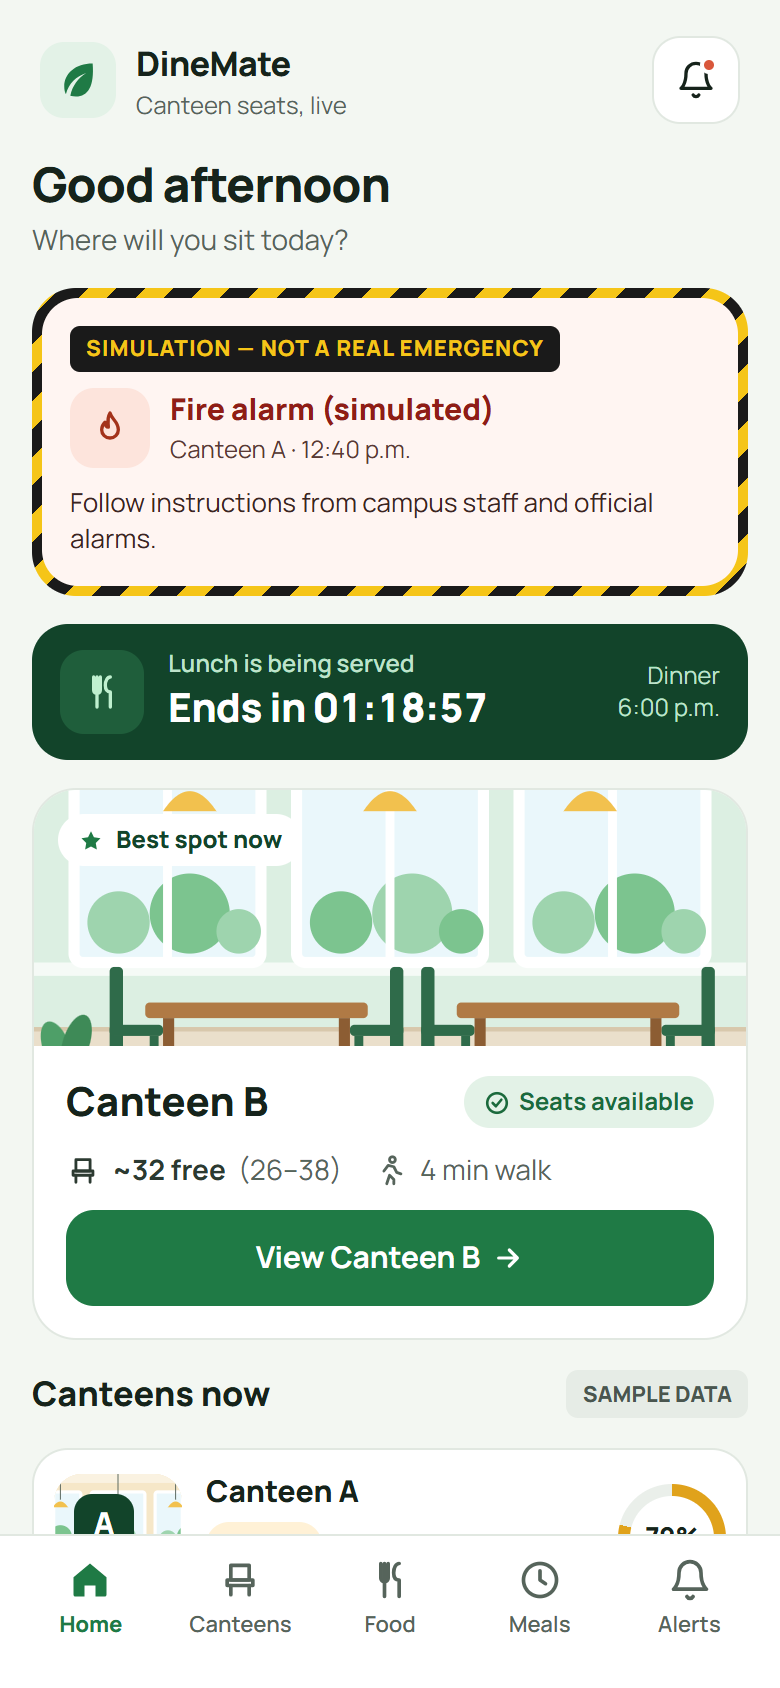 DineMate
Canteen seats, live
Good afternoon
Where will you sit today?
SIMULATION — NOT A REAL EMERGENCY
Fire alarm (simulated)
Canteen A · 12:40 p.m.
Follow instructions from campus staff and official
alarms.
Lunch is being served
Ends in 01:18:57
Dinner
6:00 p.m.
Best spot now
Canteen B
Seats available
~32 free (26–38)
4 min walk
View Canteen B →
Canteens now
SAMPLE DATA
Canteen A
A
Home
Canteens
Food
Meals
Alerts